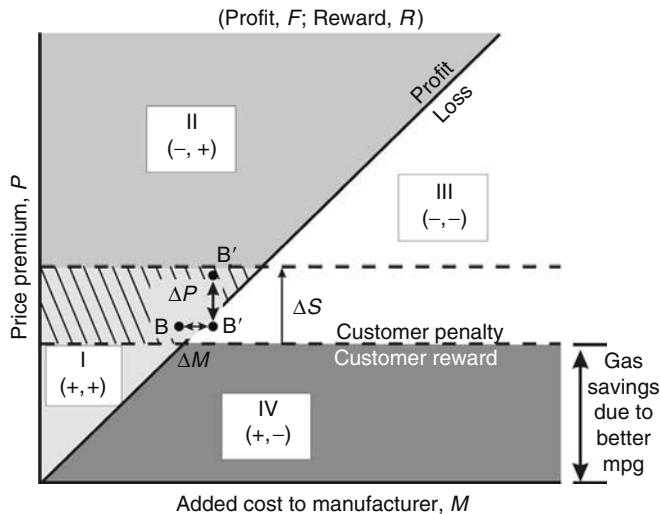 (Profit, F; Reward, R)
Profit
Loss
II
(−, +)
III
(−,−)
Price premium, P
B′
ΔP
ΔS
B
B′
Customer penalty
I
(+,+)
ΔM
Customer reward
Gas
savings
due to
better
mpg
IV
(+,−)
Added cost to manufacturer, M